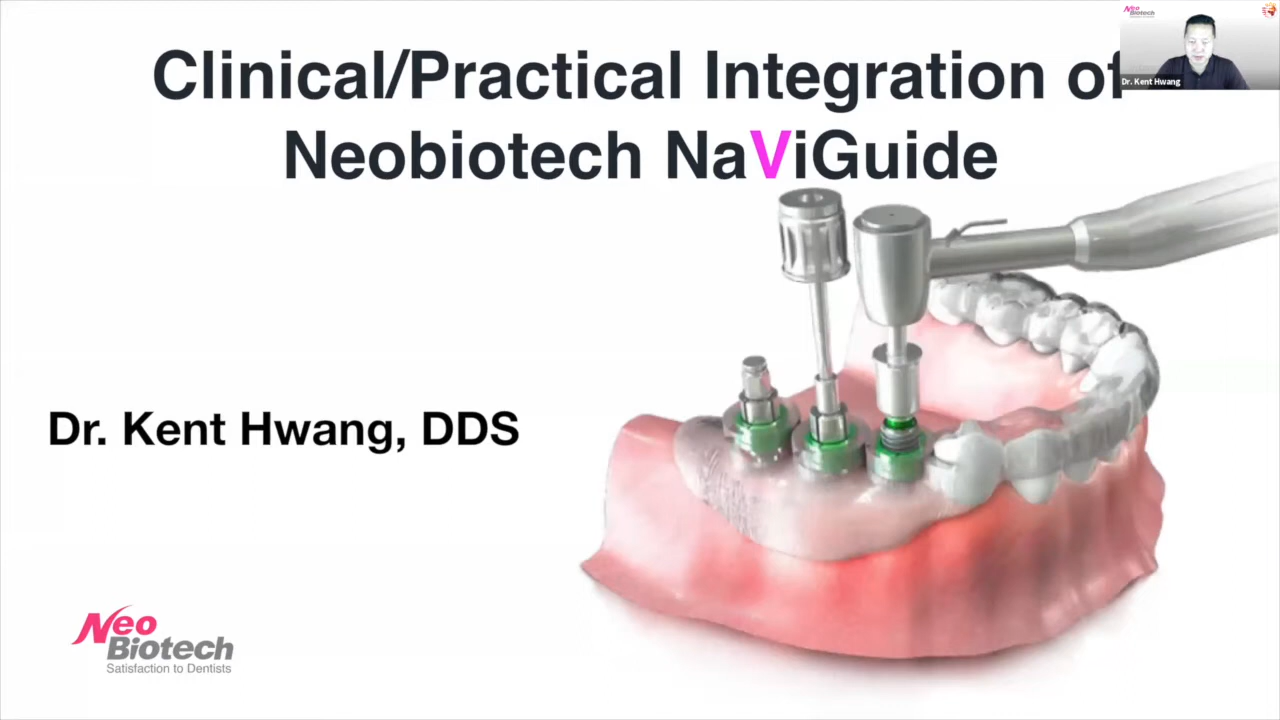 Clinical/Practical Integration of
Neobiotech NaViGuide
Neo
Biotech
Dr. Kent Hwang
Dr. Kent Hwang, DDS
Neo
Biotech
Satisfaction to Dentists